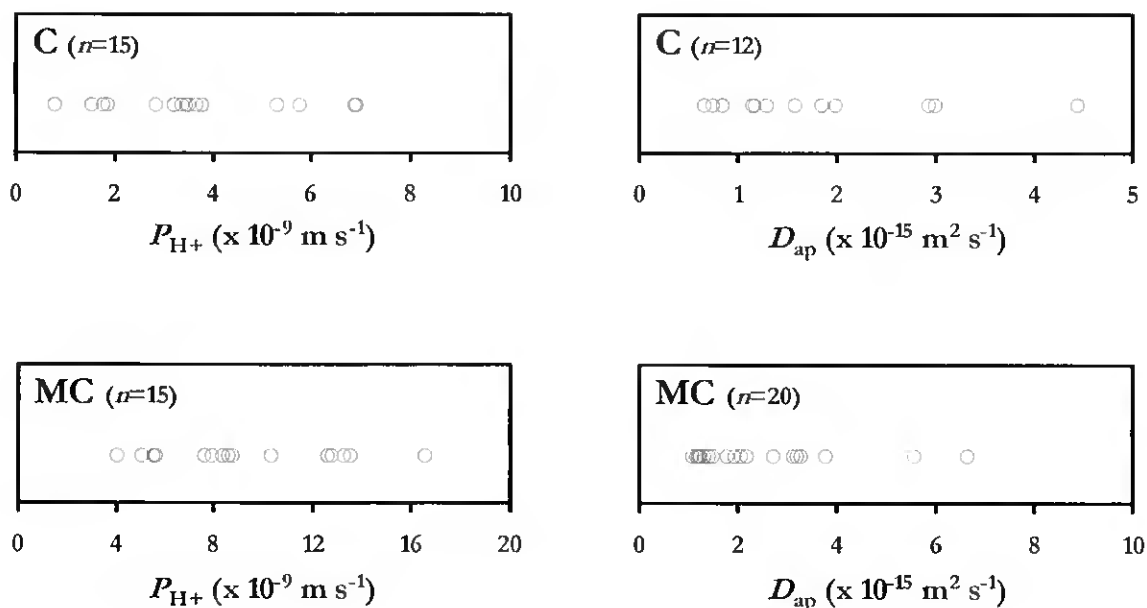 C (n=15)
0 2 4 6 8 10
P_H+ (x 10^-9 m s^-1)
C (n=12)
0 1 2 3 4 5
D_ap (x 10^-15 m^2 s^-1)
MC (n=15)
0 4 8 12 16 20
P_H+ (x 10^-9 m s^-1)
MC (n=20)
0 2 4 6 8 10
D_ap (x 10^-15 m^2 s^-1)